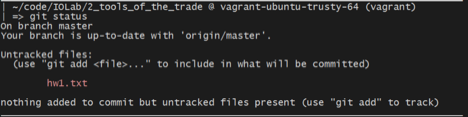 | ~/code/IOLab/2_tools_of_the_trade @ vagrant-ubuntu-trusty-64 (vagrant)
| => git status
On branch master
Your branch is up-to-date with 'origin/master'.
Untracked files:
(use "git add <file>..." to include in what will be committed)
hw1.txt
nothing added to commit but untracked files present (use "git add" to track)